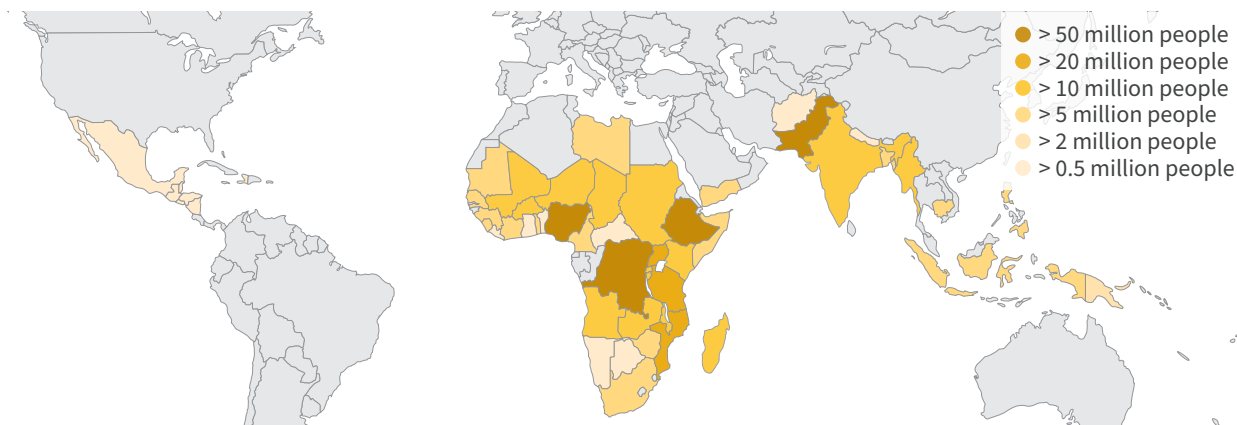 > 50 million people
> 20 million people
> 10 million people
> 5 million people
> 2 million people
> 0.5 million people